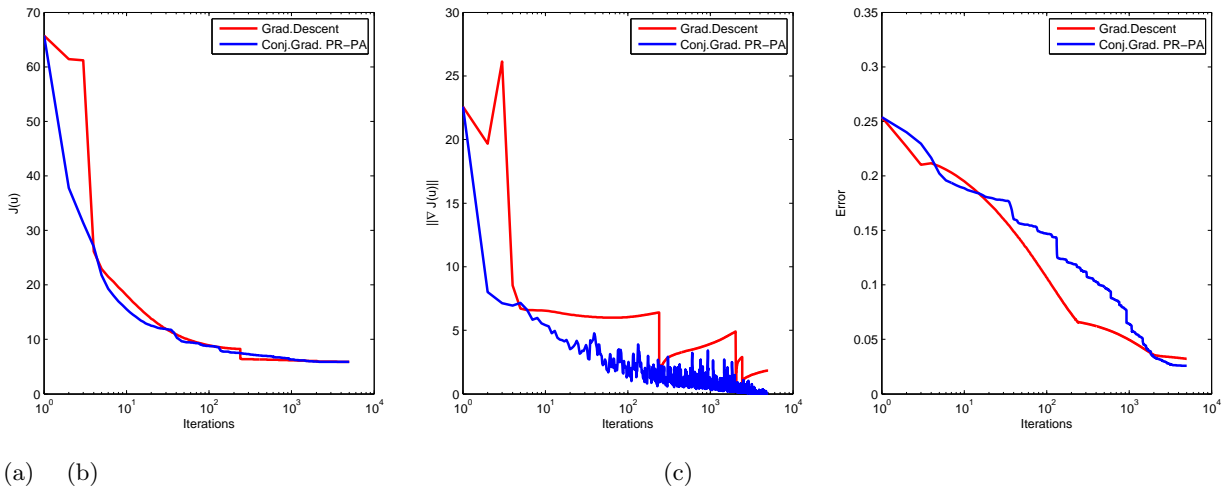 70
60
50
40
30
20
10
0
J(u)
10^0 10^1 10^2 10^3 10^4
Iterations
Grad.Descent
Conj.Grad. PR−PA
30
25
20
15
10
5
0
||∇ J(u)||
10^0 10^1 10^2 10^3 10^4
Iterations
Grad.Descent
Conj.Grad. PR−PA
0.35
0.3
0.25
0.2
0.15
0.1
0.05
0
Error
10^0 10^1 10^2 10^3 10^4
Iterations
Grad.Descent
Conj.Grad. PR−PA
(a) (b) (c)